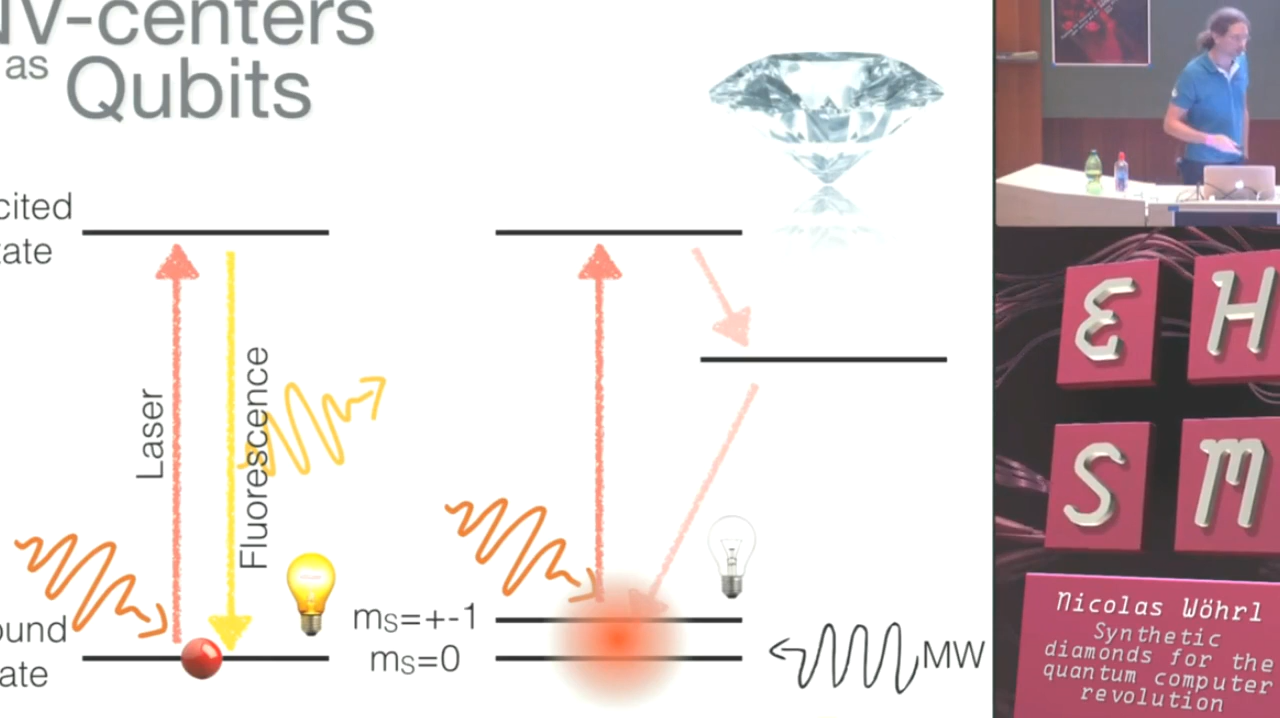 NV-centers
as Qubits
cited
tate
Laser
Fluorescence
ound
ate
mS=+-1
mS=0
MW
E H
S M
Nicolas Wöhrl
Synthetic
diamonds for the
quantum computer
revolution